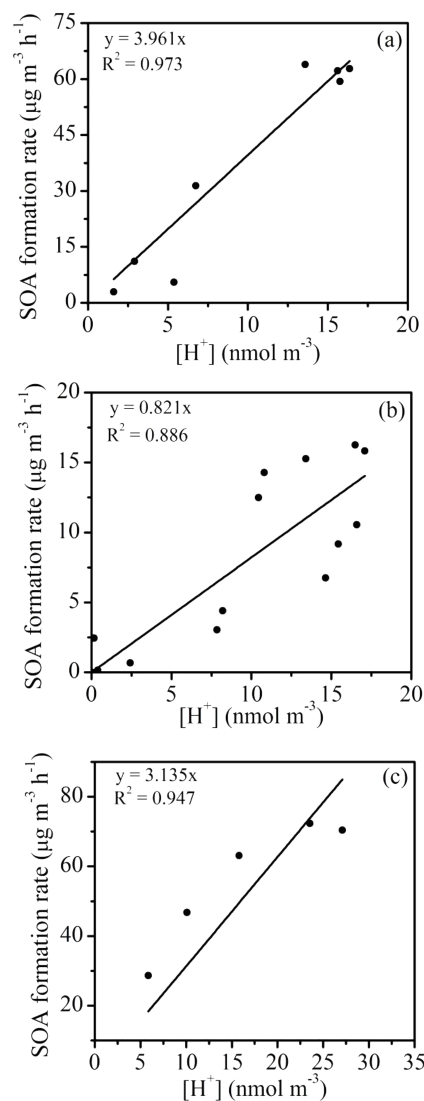 (a)
y = 3.961x
R² = 0.973
SOA formation rate (μg m⁻³ h⁻¹)
75
60
45
30
15
0
0 5 10 15 20
[H⁺] (nmol m⁻³)
(b)
y = 0.821x
R² = 0.886
SOA formation rate (μg m⁻³ h⁻¹)
20
15
10
5
0
0 5 10 15 20
[H⁺] (nmol m⁻³)
(c)
y = 3.135x
R² = 0.947
SOA formation rate (μg m⁻³ h⁻¹)
80
60
40
20
0 5 10 15 20 25 30 35
[H⁺] (nmol m⁻³)